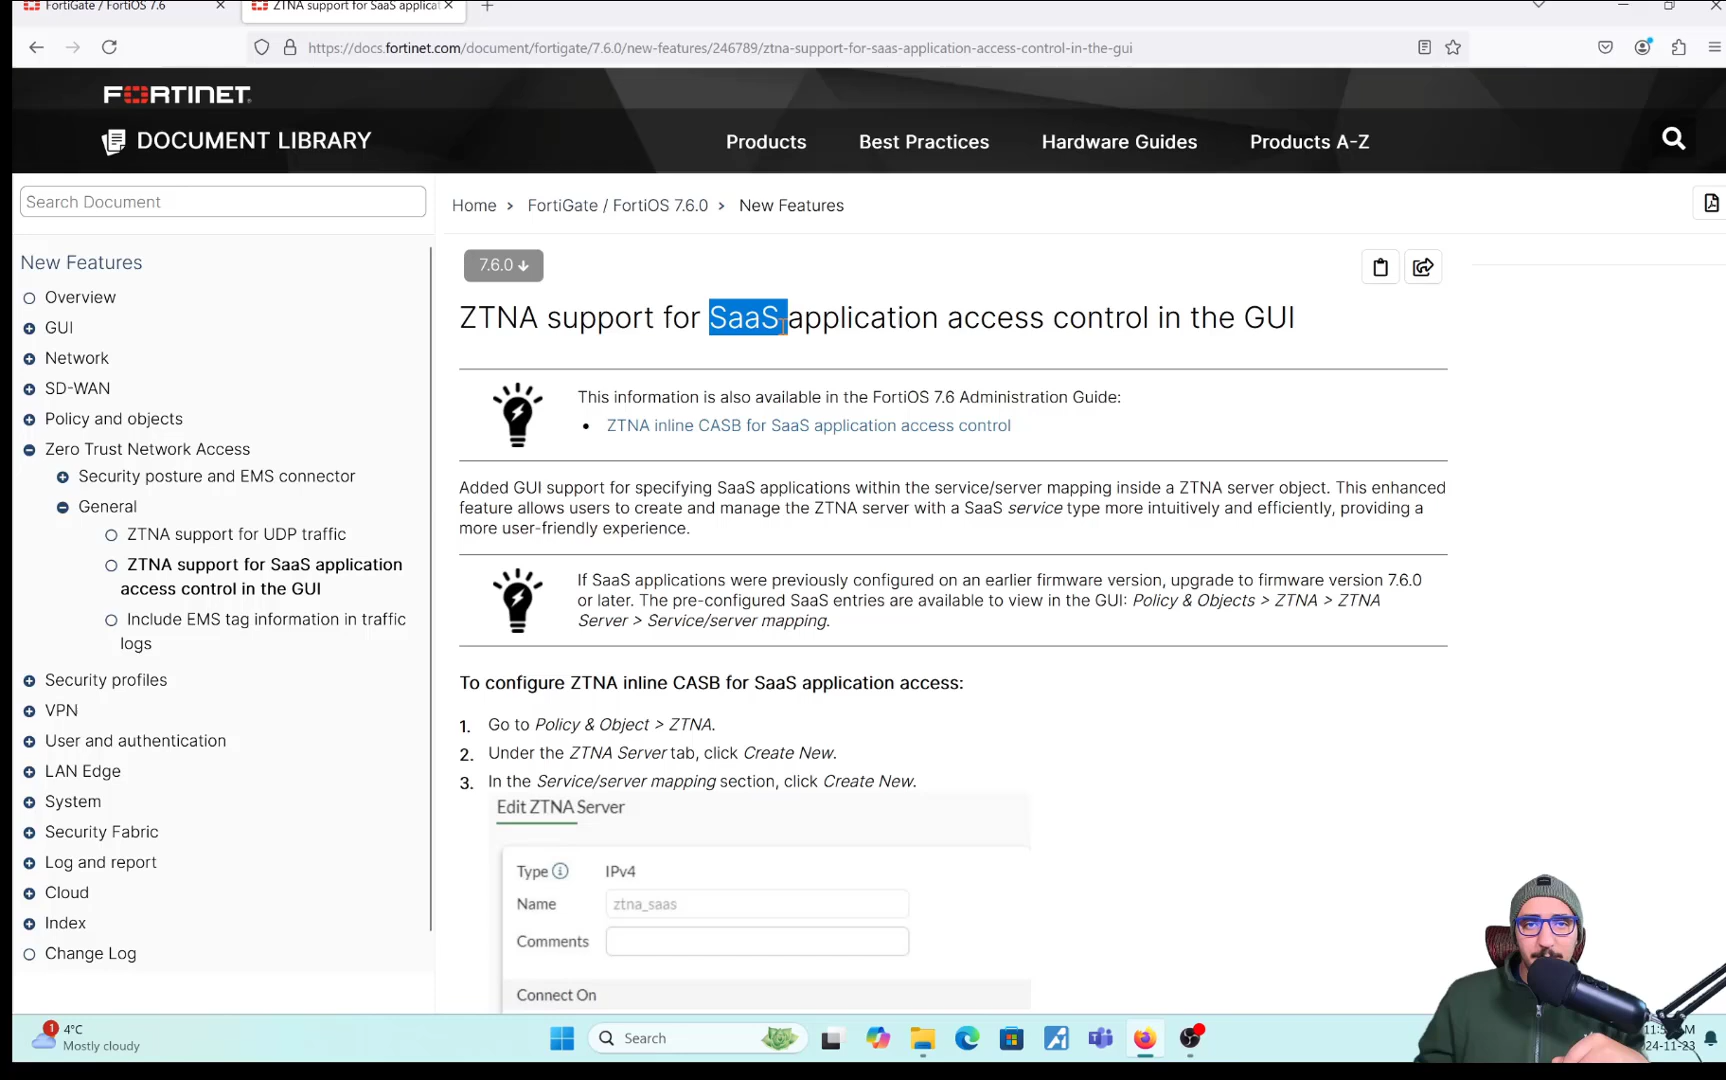 FortiGate / FortiOS 7.6
ZTNA support for SaaS applicat
https://docs.fortinet.com/document/fortigate/7.6.0/new-features/246789/ztna-support-for-saas-application-access-control-in-the-gui
FORTINET
DOCUMENT LIBRARY
Products
Best Practices
Hardware Guides
Products A-Z
Search Document
Home > FortiGate / FortiOS 7.6.0 > New Features
New Features
Overview
GUI
Network
SD-WAN
Policy and objects
Zero Trust Network Access
Security posture and EMS connector
General
ZTNA support for UDP traffic
ZTNA support for SaaS application
access control in the GUI
Include EMS tag information in traffic
logs
Security profiles
VPN
User and authentication
LAN Edge
System
Security Fabric
Log and report
Cloud
Index
Change Log
7.6.0
ZTNA support for SaaS application access control in the GUI
This information is also available in the FortiOS 7.6 Administration Guide:
• ZTNA inline CASB for SaaS application access control
Added GUI support for specifying SaaS applications within the service/server mapping inside a ZTNA server object. This enhanced
feature allows users to create and manage the ZTNA server with a SaaS service type more intuitively and efficiently, providing a
more user-friendly experience.
If SaaS applications were previously configured on an earlier firmware version, upgrade to firmware version 7.6.0
or later. The pre-configured SaaS entries are available to view in the GUI: Policy & Objects > ZTNA > ZTNA
Server > Service/server mapping.
To configure ZTNA inline CASB for SaaS application access:
1. Go to Policy & Object > ZTNA.
2. Under the ZTNA Server tab, click Create New.
3. In the Service/server mapping section, click Create New.
Edit ZTNA Server
Type IPv4
Name ztna_saas
Comments
Connect On
1
4°C
Mostly cloudy
Search